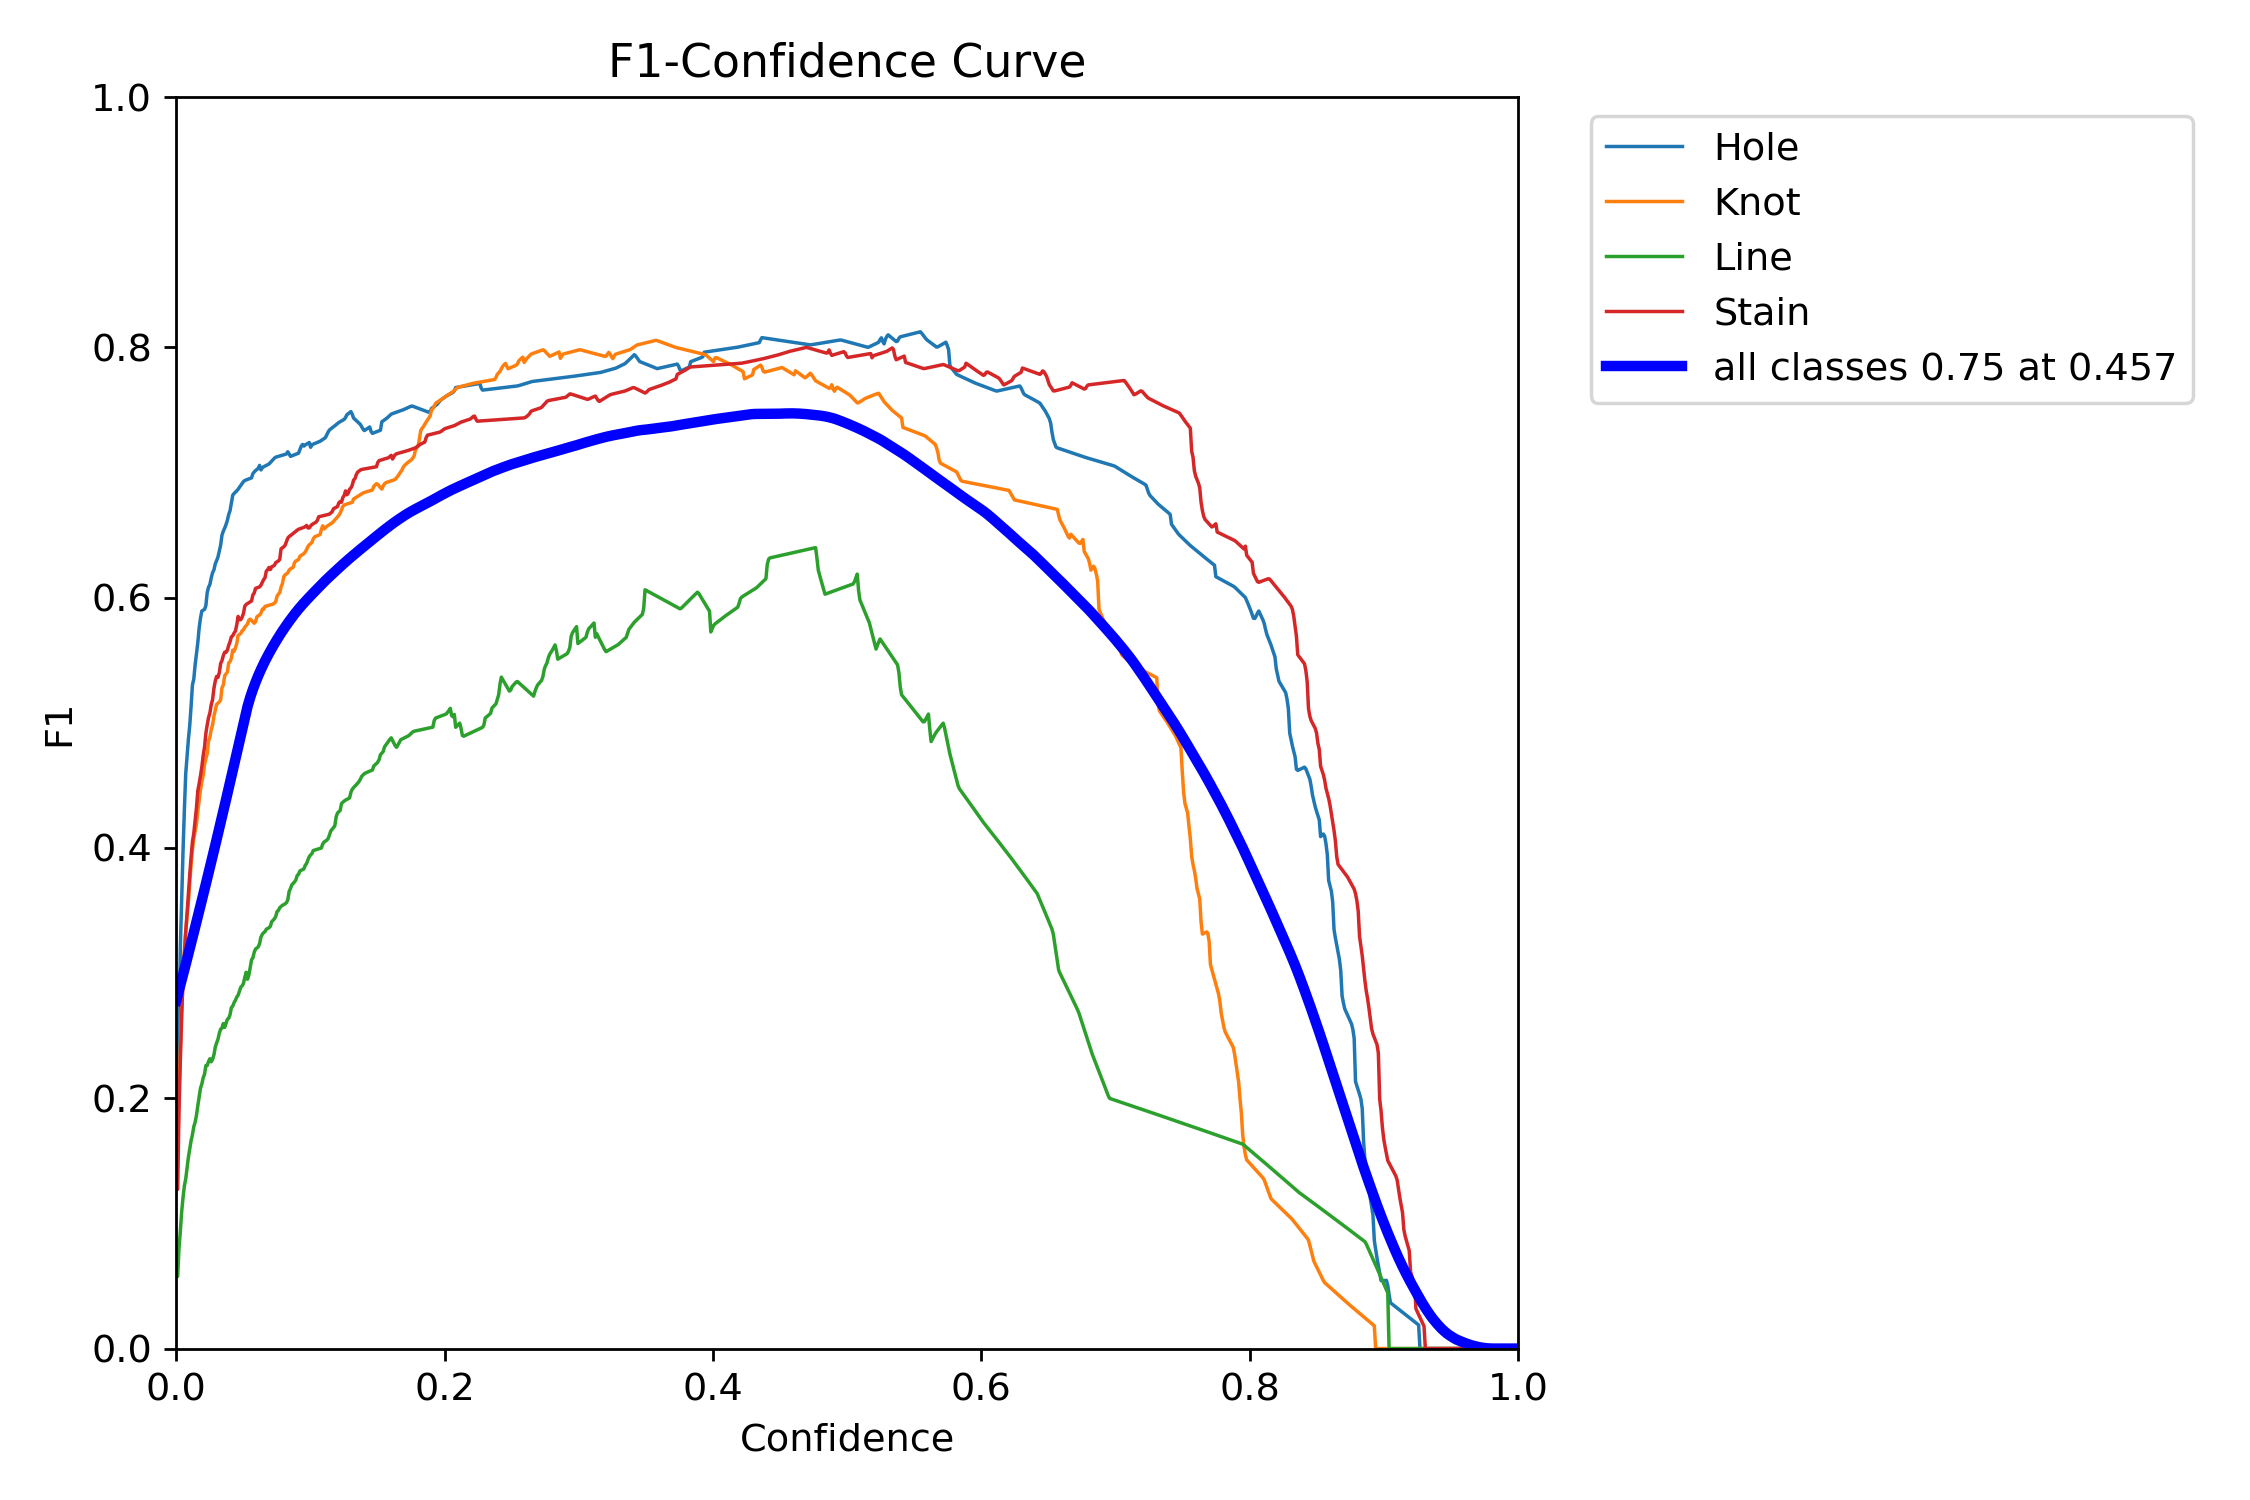 F1-Confidence Curve
1.0
0.8
0.6
0.4
0.2
0.0
F1
0.0 0.2 0.4 0.6 0.8 1.0
Confidence
Hole
Knot
Line
Stain
all classes 0.75 at 0.457